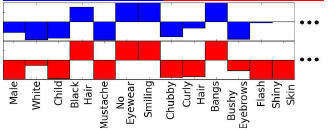 Male
White
Child
Black
Hair
Mustache
No
Eyewear
Smiling
Chubby
Curly
Hair
Bangs
Bushy
Eyebrows
Flash
Shiny
Skin